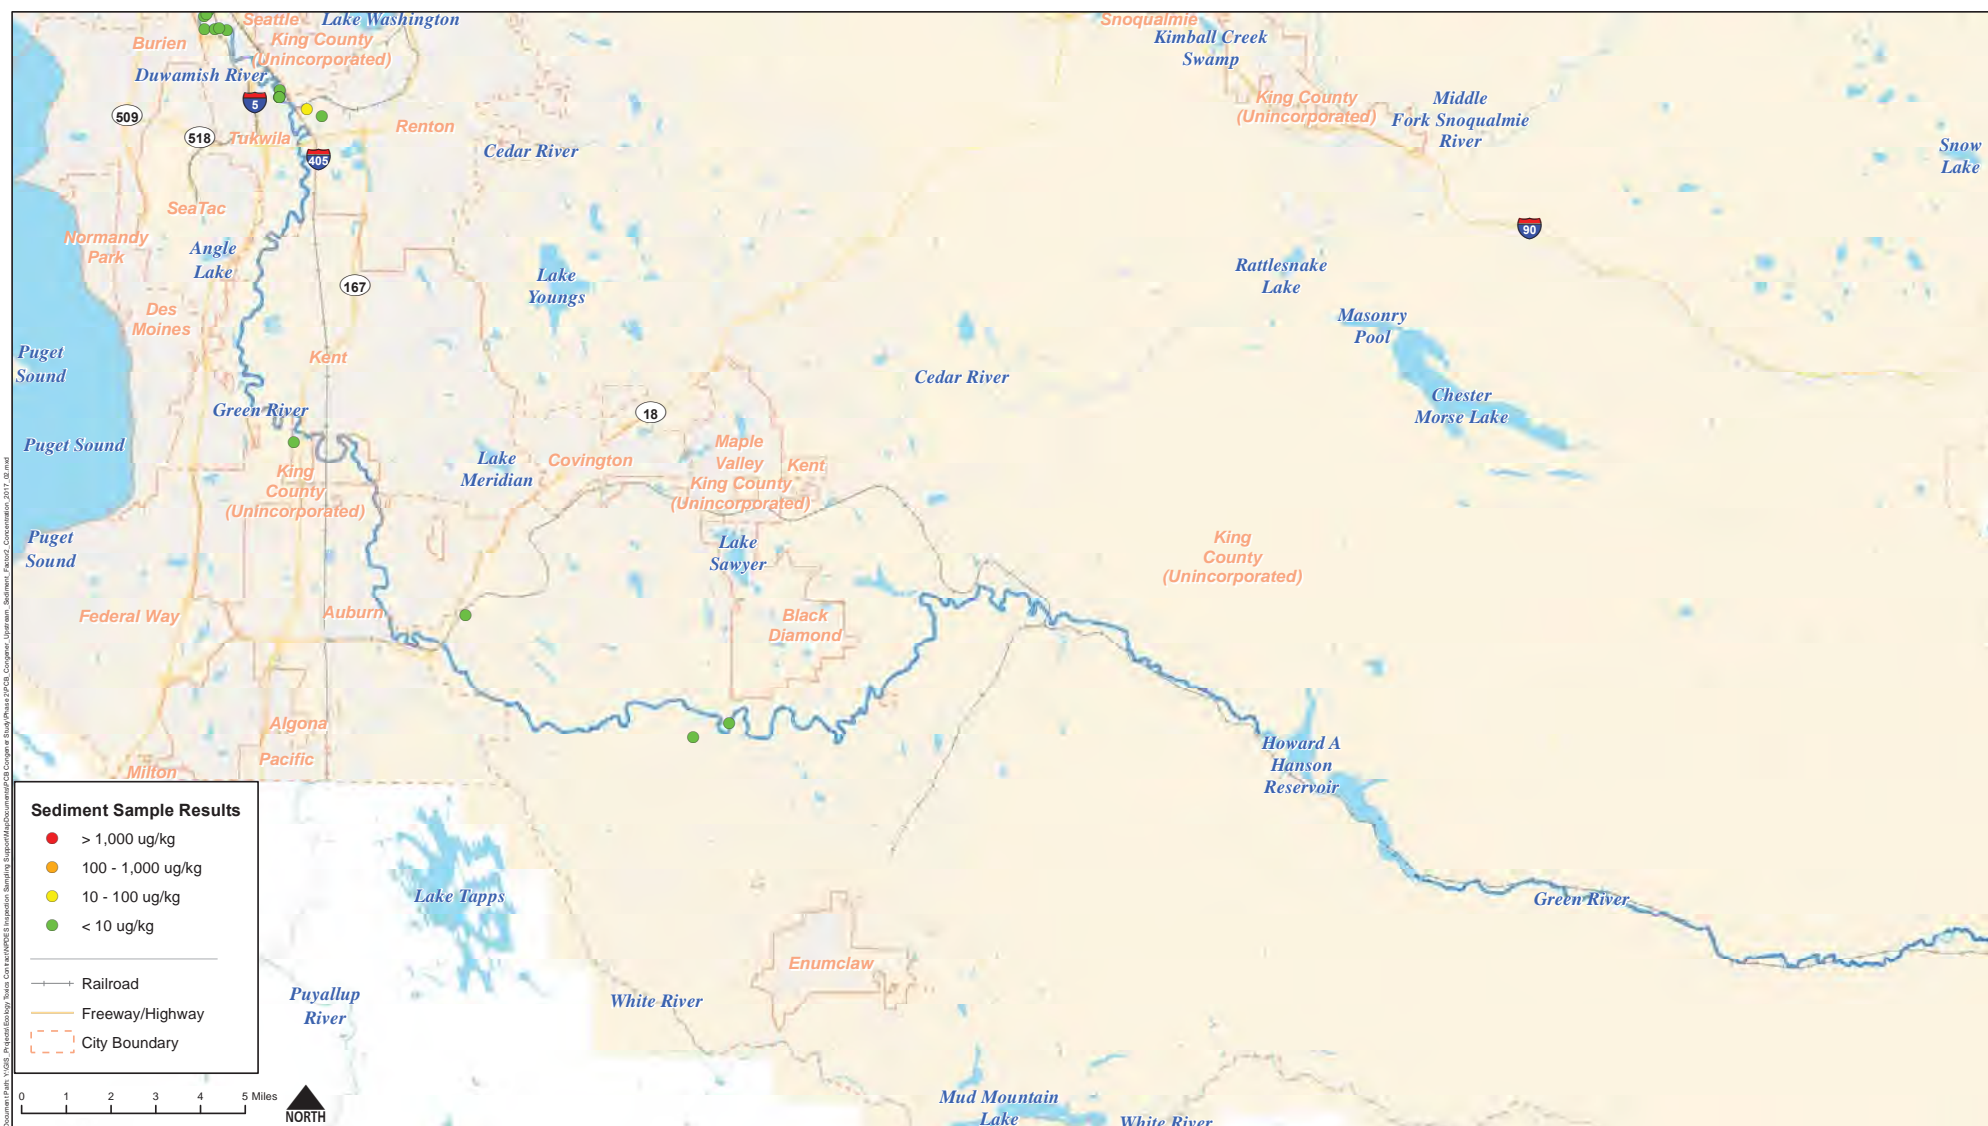 Seattle
Lake Washington
King County
(Unincorporated)
Burien
Duwamish River
5
509
518
Tukwila
Renton
405
Cedar River
SeaTac
Normandy
Park
Angle
Lake
167
Lake
Youngs
Des
Moines
Puget
Sound
Kent
Green River
Puget Sound
18
Lake
Meridian
Covington
Maple
Valley
King County
(Unincorporated)
Kent
King
County
(Unincorporated)
Puget
Sound
Lake
Sawyer
Federal Way
Auburn
Black
Diamond
Algona
Pacific
Milton
Snoqualmie
Kimball Creek
Swamp
King County
(Unincorporated)
Middle
Fork Snoqualmie
River
Snow
Lake
90
Rattlesnake
Lake
Masonry
Pool
Cedar River
Chester
Morse Lake
King
County
(Unincorporated)
Howard A
Hanson
Reservoir
Green River
Lake Tapps
Enumclaw
White River
Puyallup
River
Mud Mountain
Lake
White River
Sediment Sample Results
> 1,000 ug/kg
100 - 1,000 ug/kg
10 - 100 ug/kg
< 10 ug/kg
Railroad
Freeway/Highway
City Boundary
0 1 2 3 4 5 Miles
NORTH